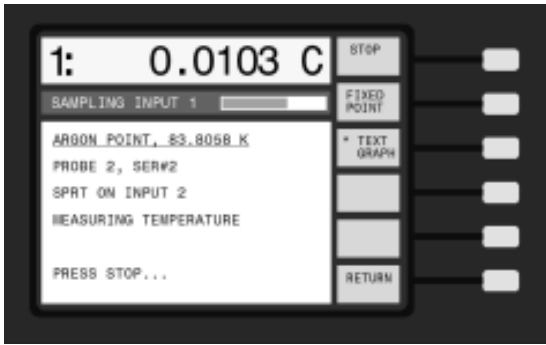 1: 0.0103 C
SAMPLING INPUT 1
ARGON POINT, 83.8058 K
PROBE 2, SER#2
SPRT ON INPUT 2
MEASURING TEMPERATURE
PRESS STOP...
STOP
FIXED
POINT
* TEXT
GRAPH
RETURN